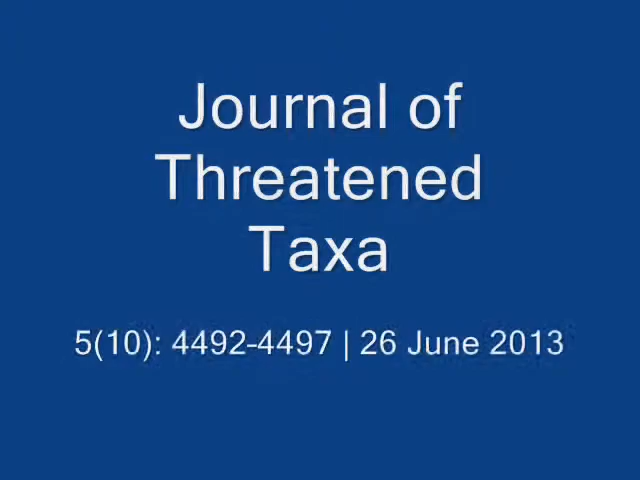 Journal of
Threatened
Taxa
5(10): 4492–4497 | 26 June 2013